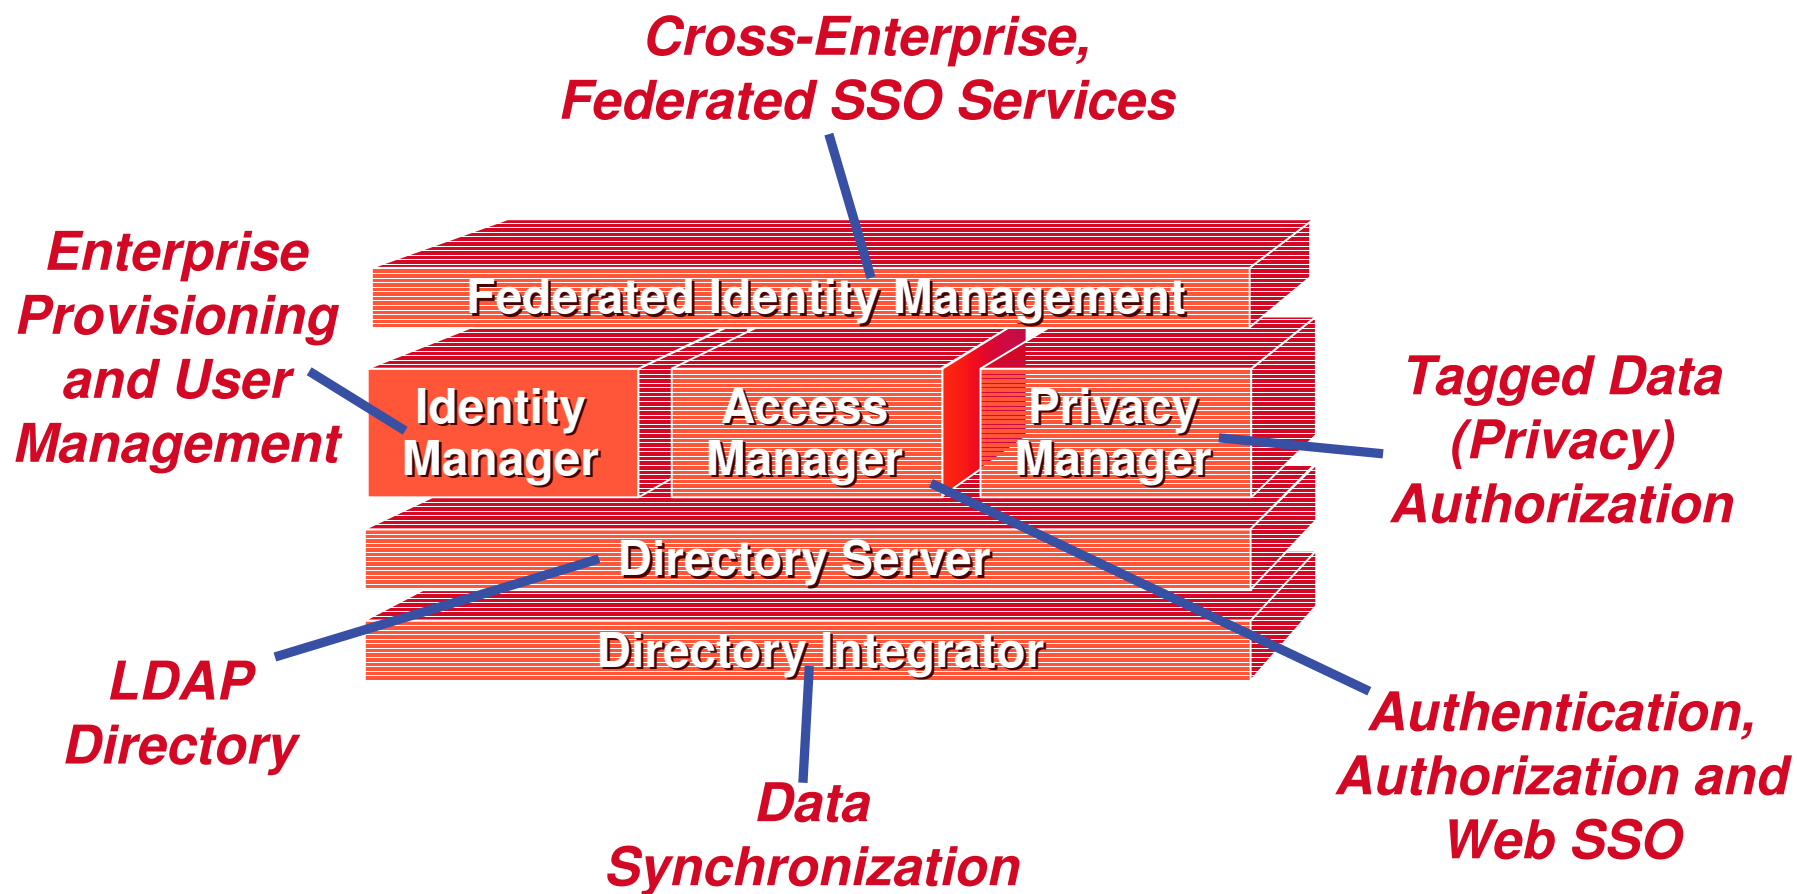 Cross-Enterprise,
Federated SSO Services
Enterprise
Provisioning
and User
Management
Federated Identity Management
Identity
Manager
Access
Manager
Privacy
Manager
Tagged Data
(Privacy)
Authorization
Directory Server
Directory Integrator
LDAP
Directory
Data
Synchronization
Authentication,
Authorization and
Web SSO